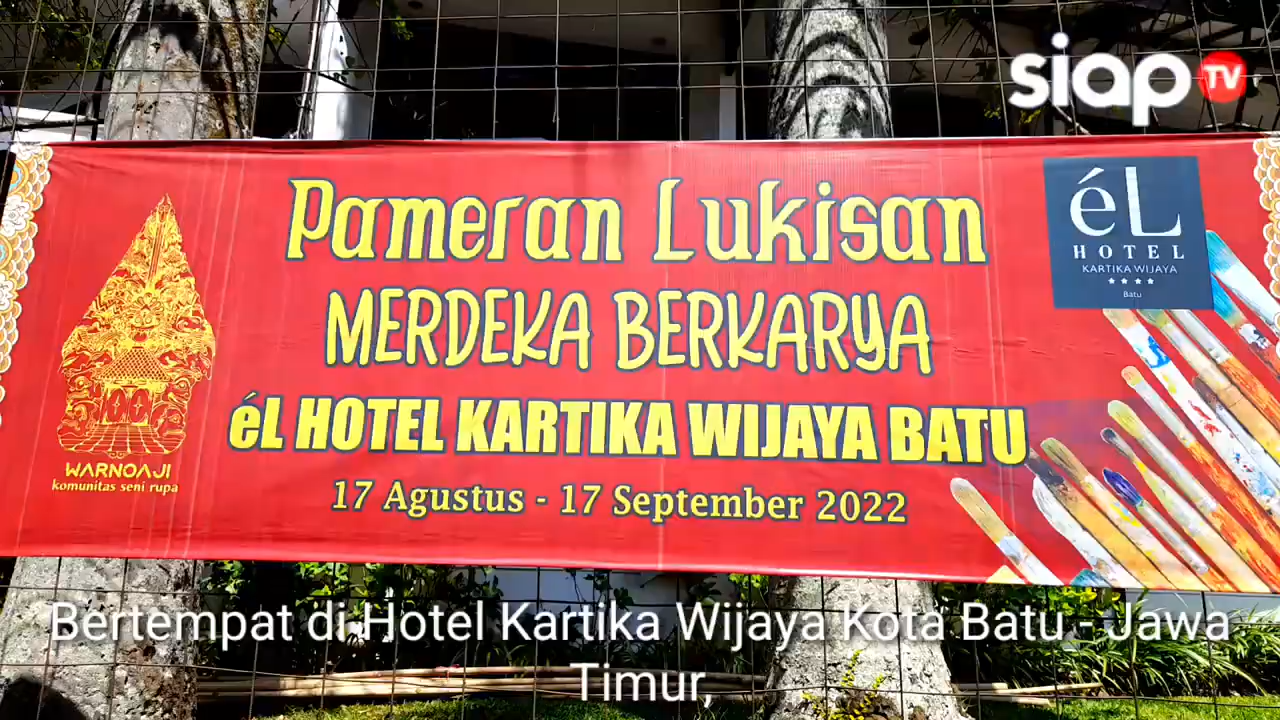 siap TV
Pameran Lukisan
MERDEKA BERKARYA
éL HOTEL KARTIKA WIJAYA BATU
17 Agustus - 17 September 2022
WARNOAJI
komunitas seni rupa
éL
HOTEL
KARTIKA WIJAYA
Batu
Bertempat di Hotel Kartika Wijaya Kota Batu - Jawa
Timur,